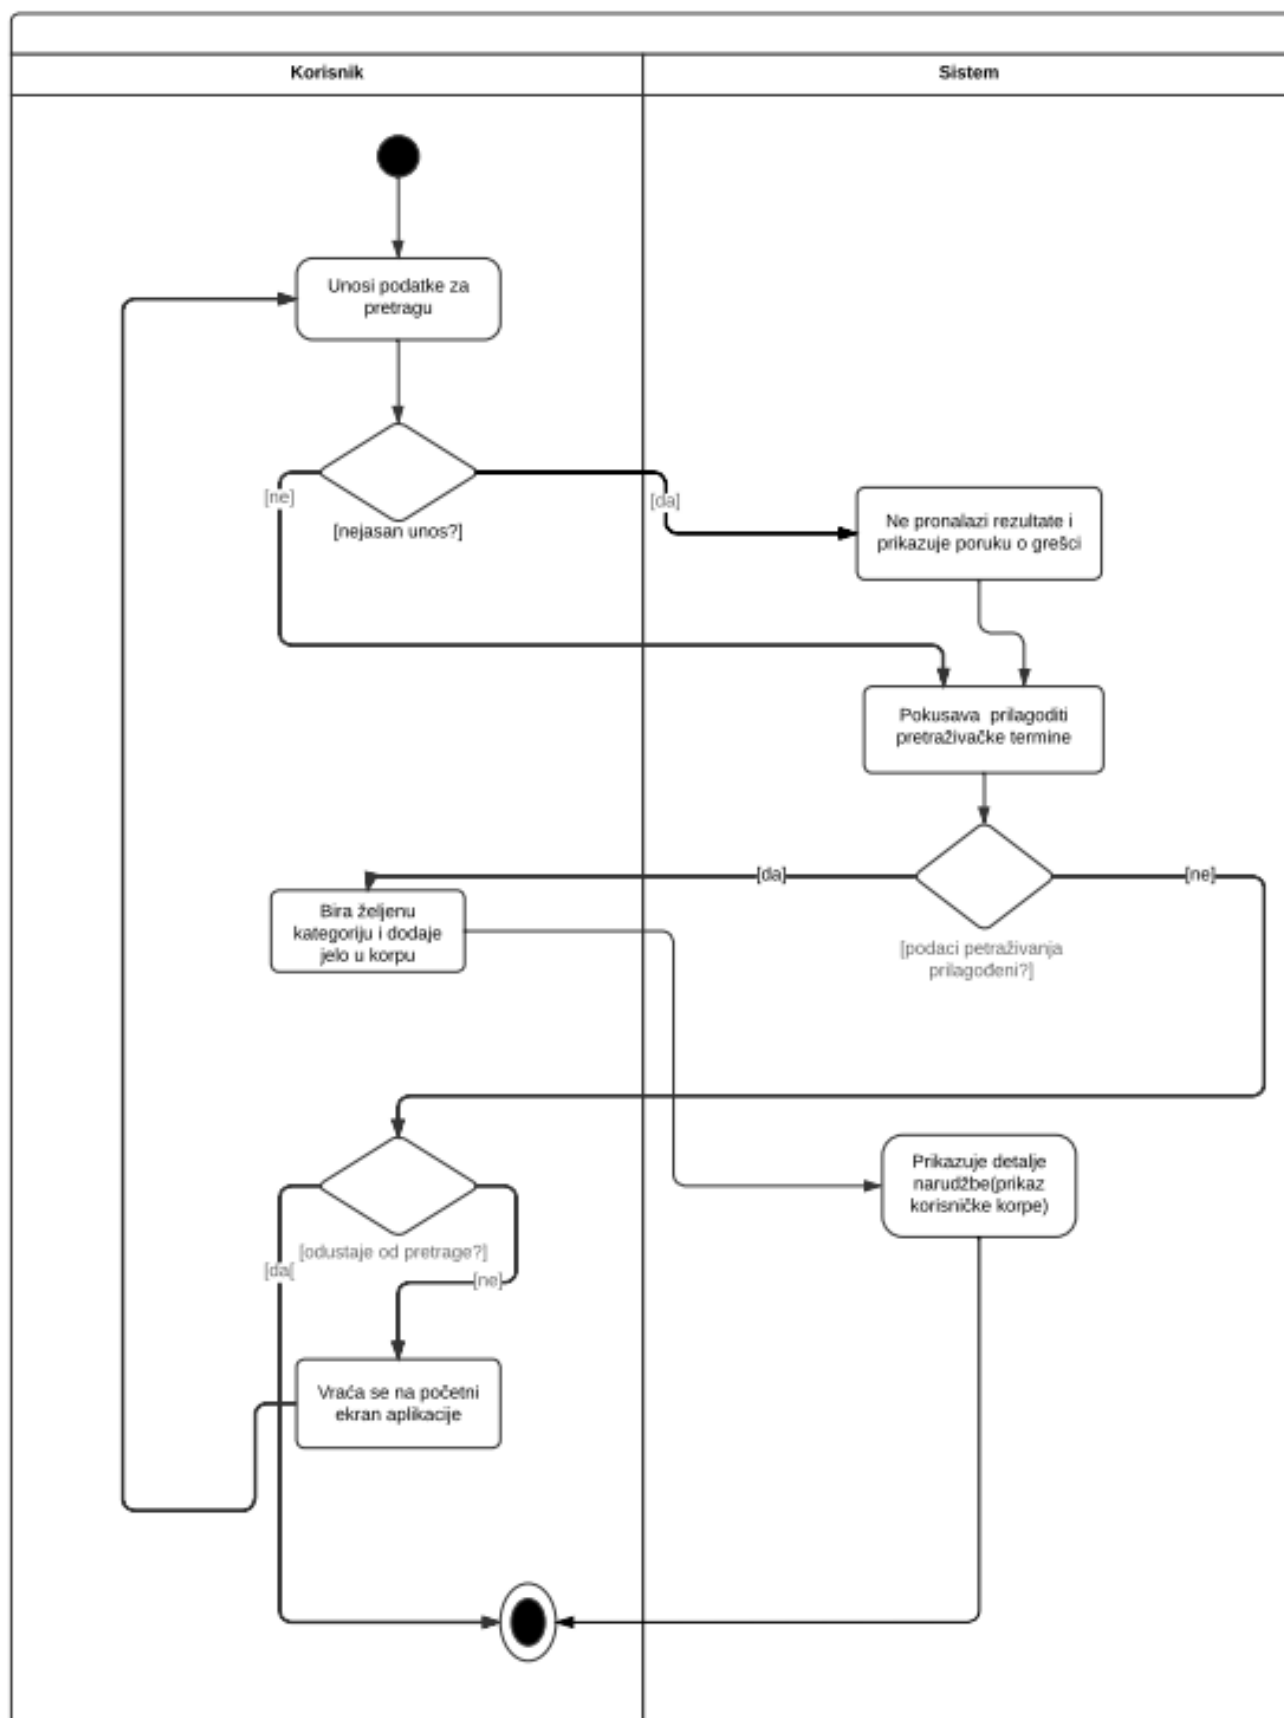 Korisnik
Sistem
Unosi podatke za
pretragu
[ne]
[nejasan unos?]
[da]
Ne pronalazi rezultate i
prikazuje poruku o grešci
Pokusava  prilagoditi
pretraživačke termine
[da]
[ne]
[podaci petraživanja
prilagođeni?]
Bira željenu
kategoriju i dodaje
jelo u korpu
Prikazuje detalje
narudžbe(prikaz
korisničke korpe)
[odustaje od pretrage?]
[da[
[ne]
Vraća se na početni
ekran aplikacije